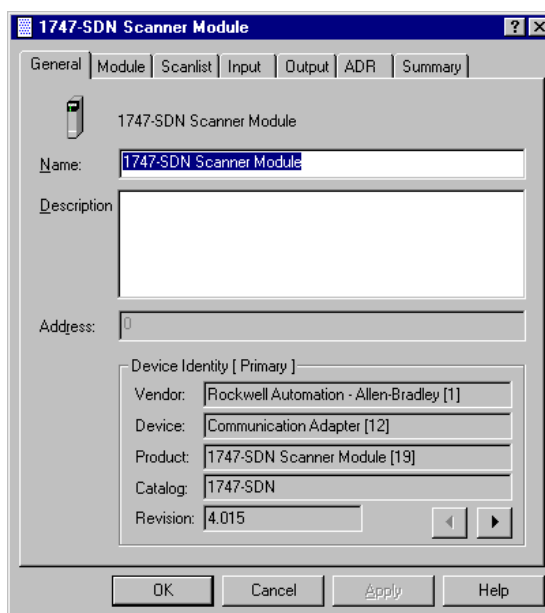 1747-SDN Scanner Module
General Module Scanlist Input Output ADR Summary
1747-SDN Scanner Module
Name: 1747-SDN Scanner Module
Description
Address: 0
Device Identity [ Primary ]
Vendor: Rockwell Automation - Allen-Bradley [1]
Device: Communication Adapter [12]
Product: 1747-SDN Scanner Module [19]
Catalog: 1747-SDN
Revision: 4.015
OK Cancel Apply Help